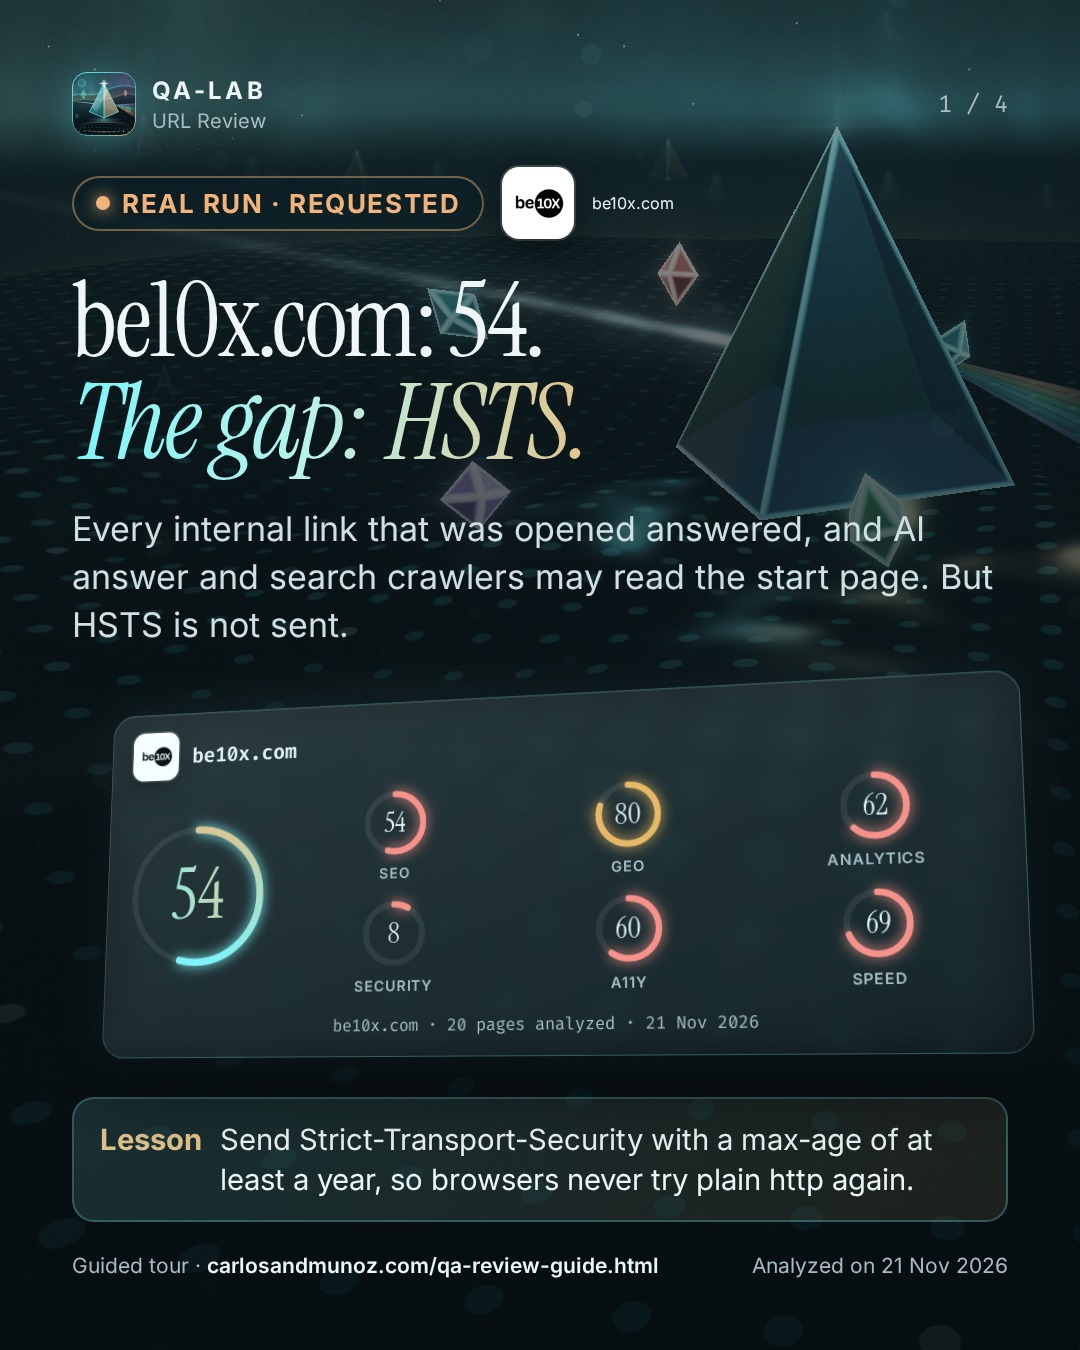 QA-LAB
URL Review
1 / 4
REAL RUN · REQUESTED
be10X
be10x.com
be10x.com: 54.
The gap: HSTS.
Every internal link that was opened answered, and AI
answer and search crawlers may read the start page. But
HSTS is not sent.
be10X
be10x.com
54
54
SEO
80
GEO
62
ANALYTICS
8
SECURITY
60
A11Y
69
SPEED
be10x.com · 20 pages analyzed · 21 Nov 2026
Lesson Send Strict-Transport-Security with a max-age of at
least a year, so browsers never try plain http again.
Guided tour · carlosandmunoz.com/qa-review-guide.html
Analyzed on 21 Nov 2026